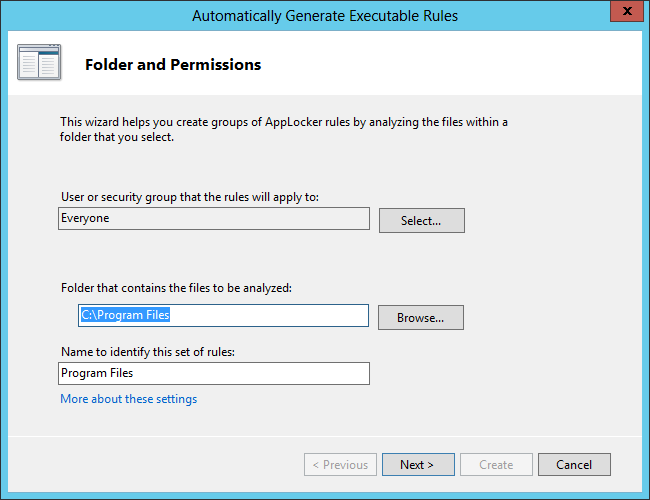 Automatically Generate Executable Rules
x
Folder and Permissions
This wizard helps you create groups of AppLocker rules by analyzing the files within a
folder that you select.
User or security group that the rules will apply to:
Everyone
Select...
Folder that contains the files to be analyzed:
C:\Program Files
Browse...
Name to identify this set of rules:
Program Files
More about these settings
< Previous
Next >
Create
Cancel